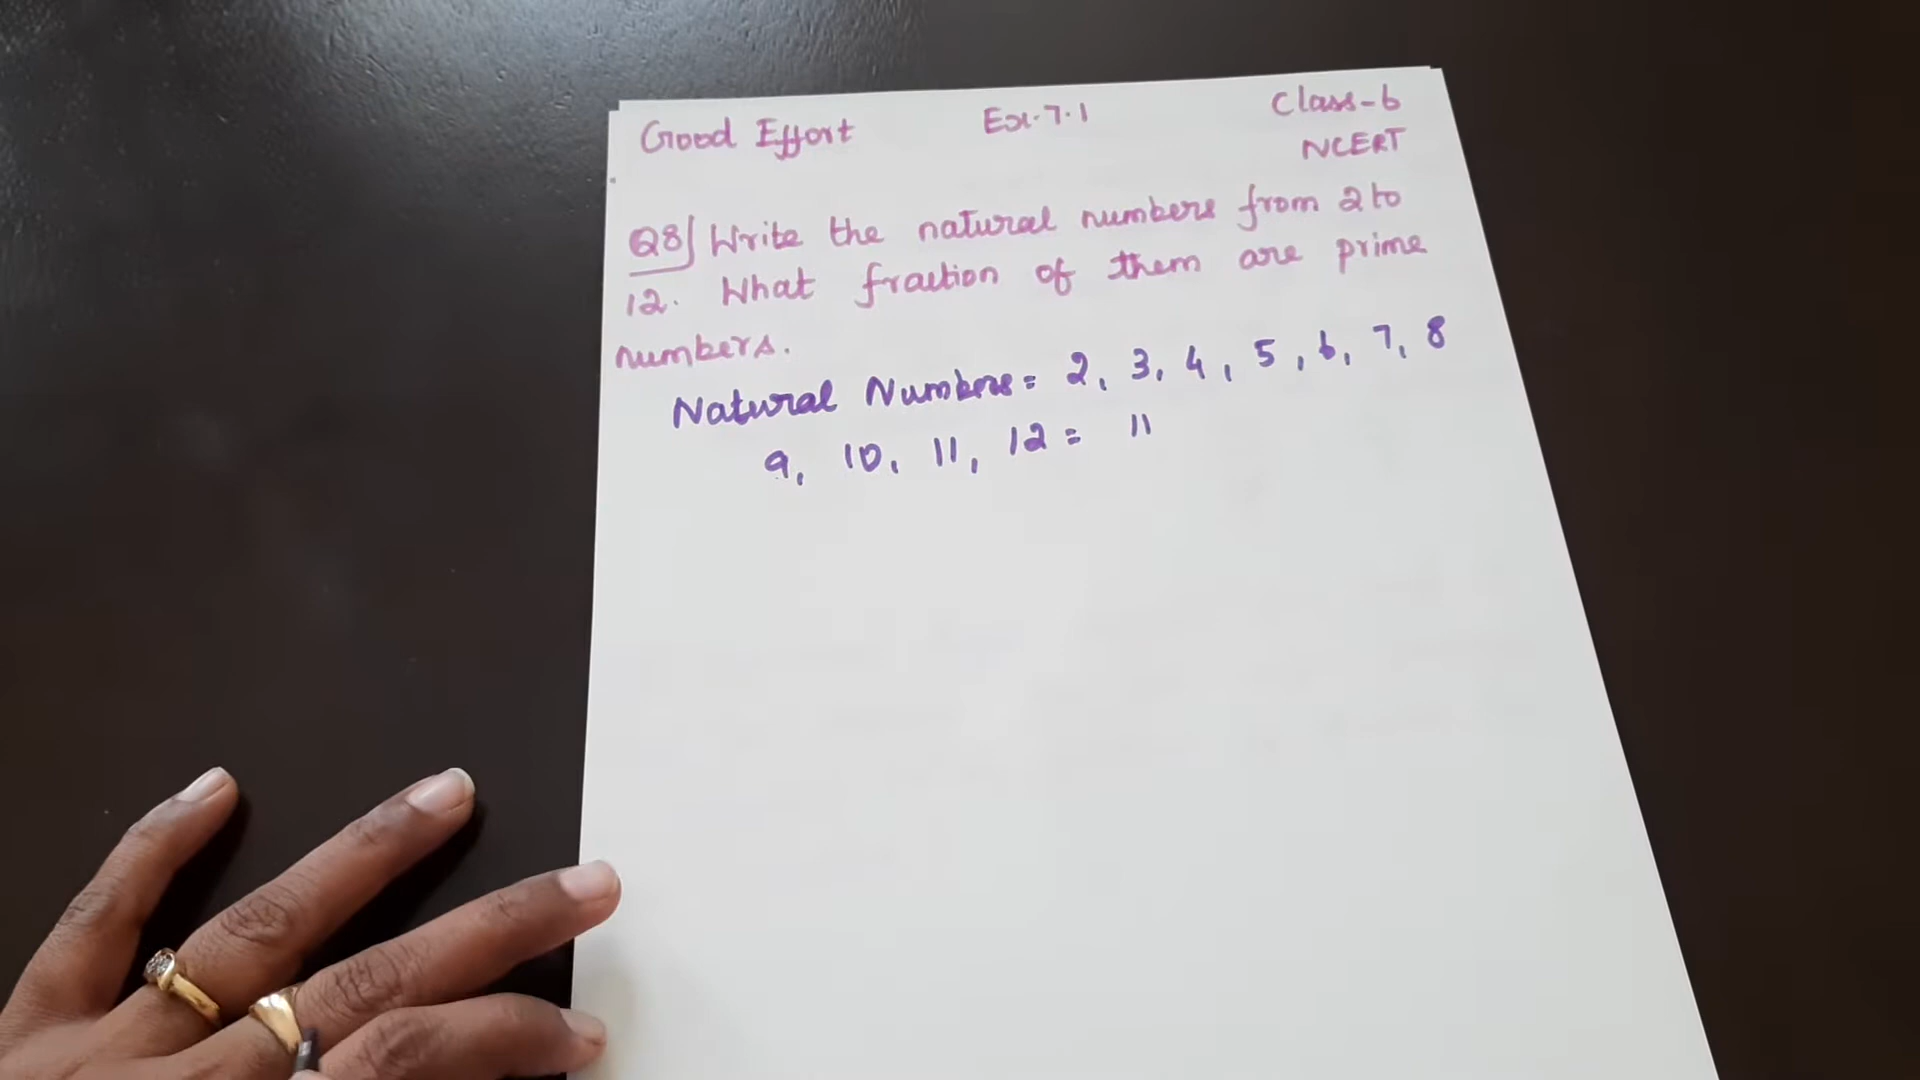 Good Effort Ex.7.1 Class-6
NCERT
Q8) Write the natural numbers from 2 to
12. What fraction of them are prime
numbers.
Natural Numbers = 2, 3, 4, 5, 6, 7, 8
9, 10, 11, 12 = 11